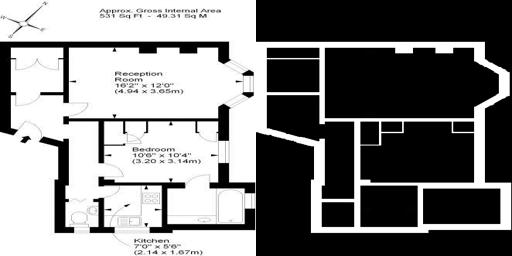 Approx. Gross Internal Area
531 Sq Ft - 49.31 Sq M
Reception
Room
16'2" x 12'0"
(4.94 x 3.65m)
Bedroom
10'6" x 10'4"
(3.20 x 3.14m)
Kitchen
7'0" x 5'6"
(2.14 x 1.67m)